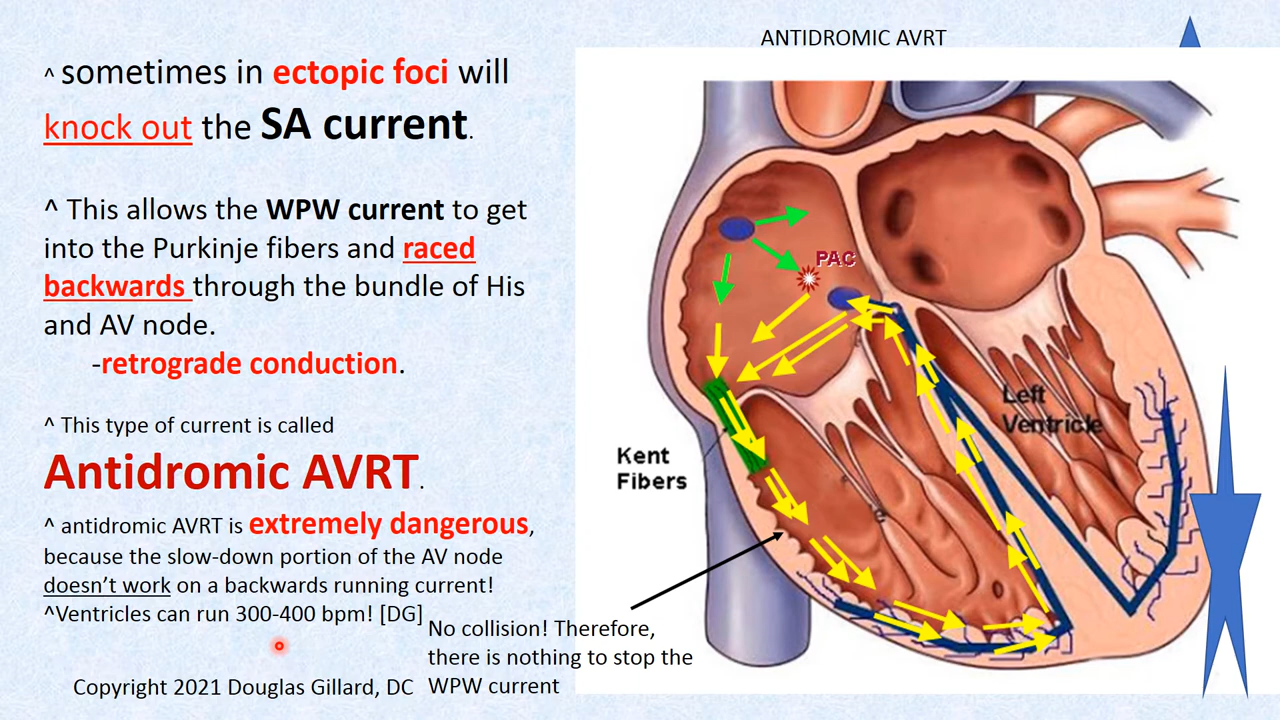 ANTIDROMIC AVRT
^ sometimes in ectopic foci will
knock out the SA current.
^ This allows the WPW current to get
into the Purkinje fibers and raced
backwards through the bundle of His
and AV node.
-retrograde conduction.
^ This type of current is called
Antidromic AVRT.
^ antidromic AVRT is extremely dangerous,
because the slow-down portion of the AV node
doesn’t work on a backwards running current!
^Ventricles can run 300-400 bpm! [DG]
Copyright 2021 Douglas Gillard, DC
No collision! Therefore,
there is nothing to stop the
WPW current
PAC
Left
Ventricle
Kent
Fibers